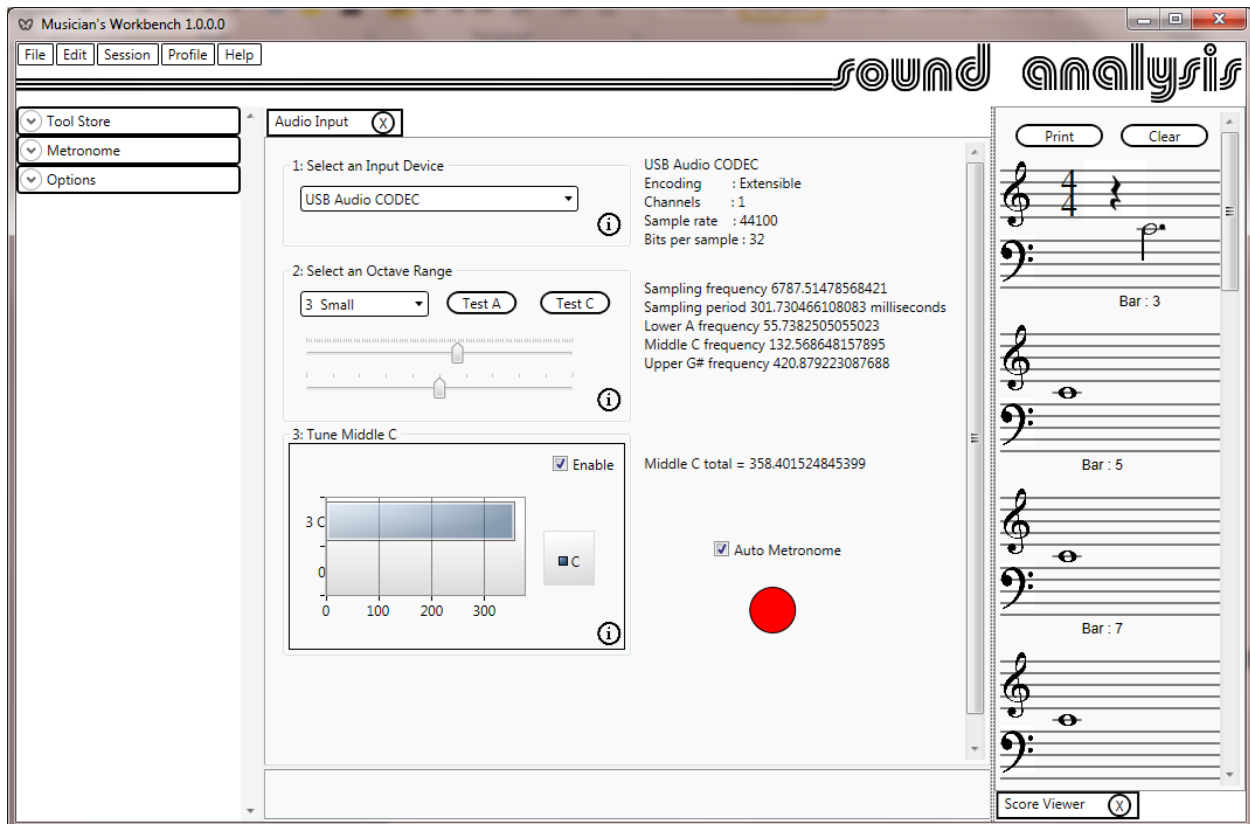 Musician's Workbench 1.0.0.0
File Edit Session Profile Help
sound analysis
Tool Store
Metronome
Options
Audio Input X
1: Select an Input Device
USB Audio CODEC
i
USB Audio CODEC
Encoding : Extensible
Channels : 1
Sample rate : 44100
Bits per sample : 32
2: Select an Octave Range
3 Small Test A Test C
i
Sampling frequency 6787.51478568421
Sampling period 301.730466108083 milliseconds
Lower A frequency 55.7382505055023
Middle C frequency 132.568648157895
Upper G# frequency 420.879223087688
3: Tune Middle C
Enable
3 C
0
0 100 200 300
C
i
Middle C total = 358.401524845399
Auto Metronome
Print Clear
4
4
Bar : 3
Bar : 5
Bar : 7
Score Viewer X